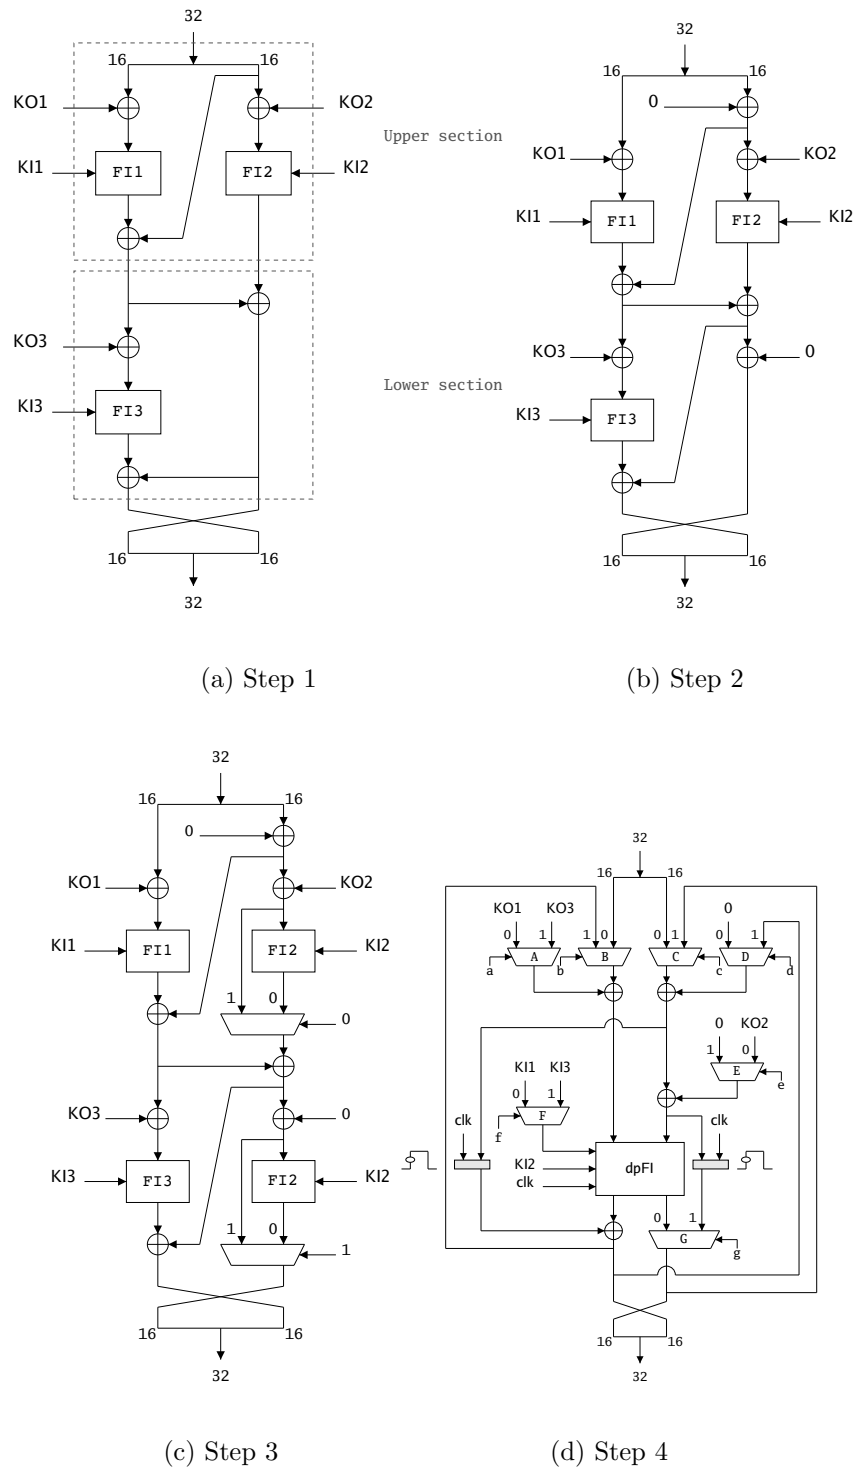 32
16 16
KO1 KO2
Upper section
KI1 FI1 FI2 KI2
KO3
Lower section
KI3 FI3
16 16
32
(a) Step 1
32
16 16
0
KO1 KO2
KI1 FI1 FI2 KI2
KO3 0
KI3 FI3
16 16
32
(b) Step 2
32
16 16
0
KO1 KO2
KI1 FI1 FI2 KI2
1 0
0
KO3 0
KI3 FI3 FI2 KI2
1 0
1
16 16
32
(c) Step 3
32
16 16
KO1 KO3 0
0 1 1 0 0 1 0 1
A B C D
a b c d
0 KO2
1 0
E
e
KI1 KI3
0 1
F
f
clk clk
KI2 dpFI
clk
0 1
G
g
16 16
32
(d) Step 4